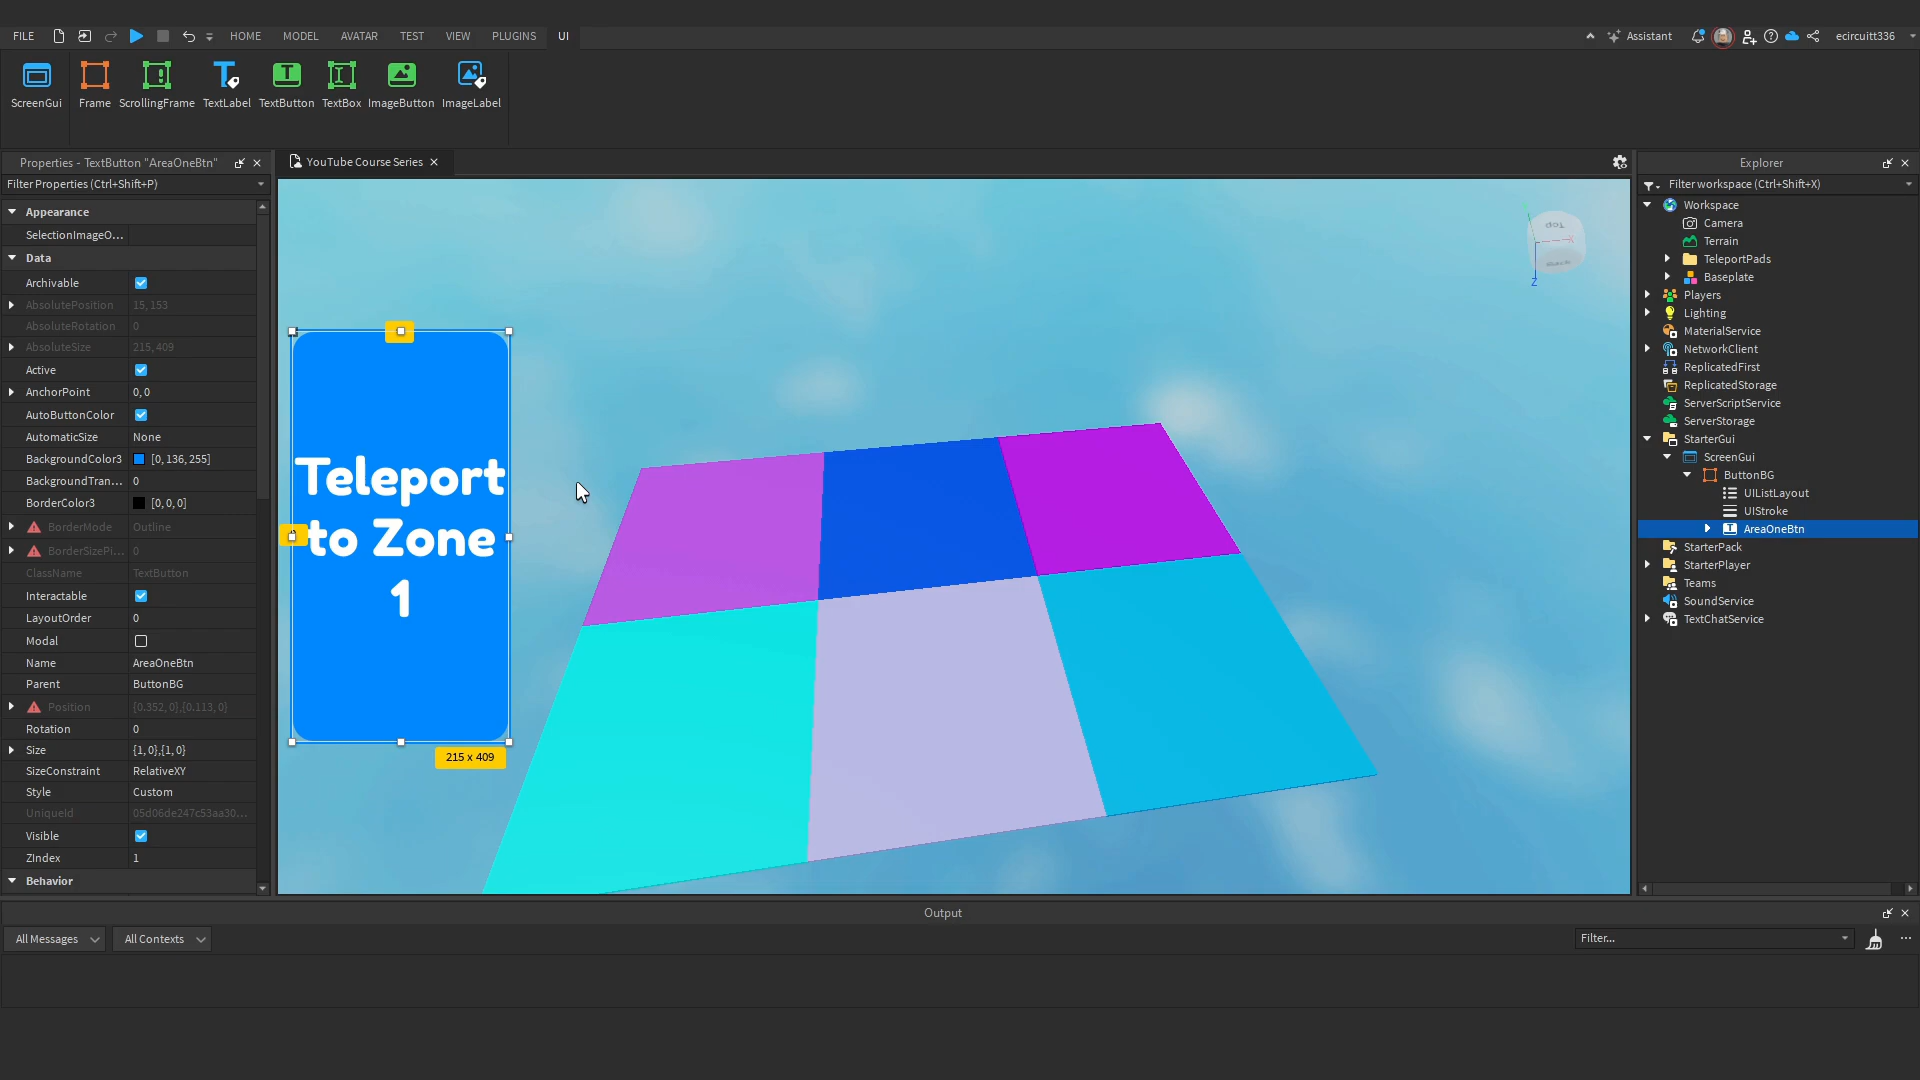 FILE
HOME
MODEL
AVATAR
TEST
VIEW
PLUGINS
UI
Assistant
ecircuitt336
ScreenGui
Frame
ScrollingFrame
TextLabel
TextButton
TextBox
ImageButton
ImageLabel
Properties - TextButton "AreaOneBtn"
Filter Properties (Ctrl+Shift+P)
Appearance
SelectionImageO...
Data
Archivable
AbsolutePosition 15, 153
AbsoluteRotation 0
AbsoluteSize 215, 409
Active
AnchorPoint 0, 0
AutoButtonColor
AutomaticSize None
BackgroundColor3 [0, 136, 255]
BackgroundTran... 0
BorderColor3 [0, 0, 0]
BorderMode Outline
BorderSizePi... 0
ClassName TextButton
Interactable
LayoutOrder 0
Modal
Name AreaOneBtn
Parent ButtonBG
Position {0.352, 0},{0.113, 0}
Rotation 0
Size {1, 0},{1, 0}
SizeConstraint RelativeXY
Style Custom
UniqueId 05d06de247c53aa30...
Visible
ZIndex 1
Behavior
YouTube Course Series
Teleport
to Zone
1
215 x 409
Top
X
Z
Explorer
Filter workspace (Ctrl+Shift+X)
Workspace
Camera
Terrain
TeleportPads
Baseplate
Players
Lighting
MaterialService
NetworkClient
ReplicatedFirst
ReplicatedStorage
ServerScriptService
ServerStorage
StarterGui
ScreenGui
ButtonBG
UIListLayout
UIStroke
AreaOneBtn
StarterPack
StarterPlayer
Teams
SoundService
TextChatService
Output
All Messages
All Contexts
Filter...